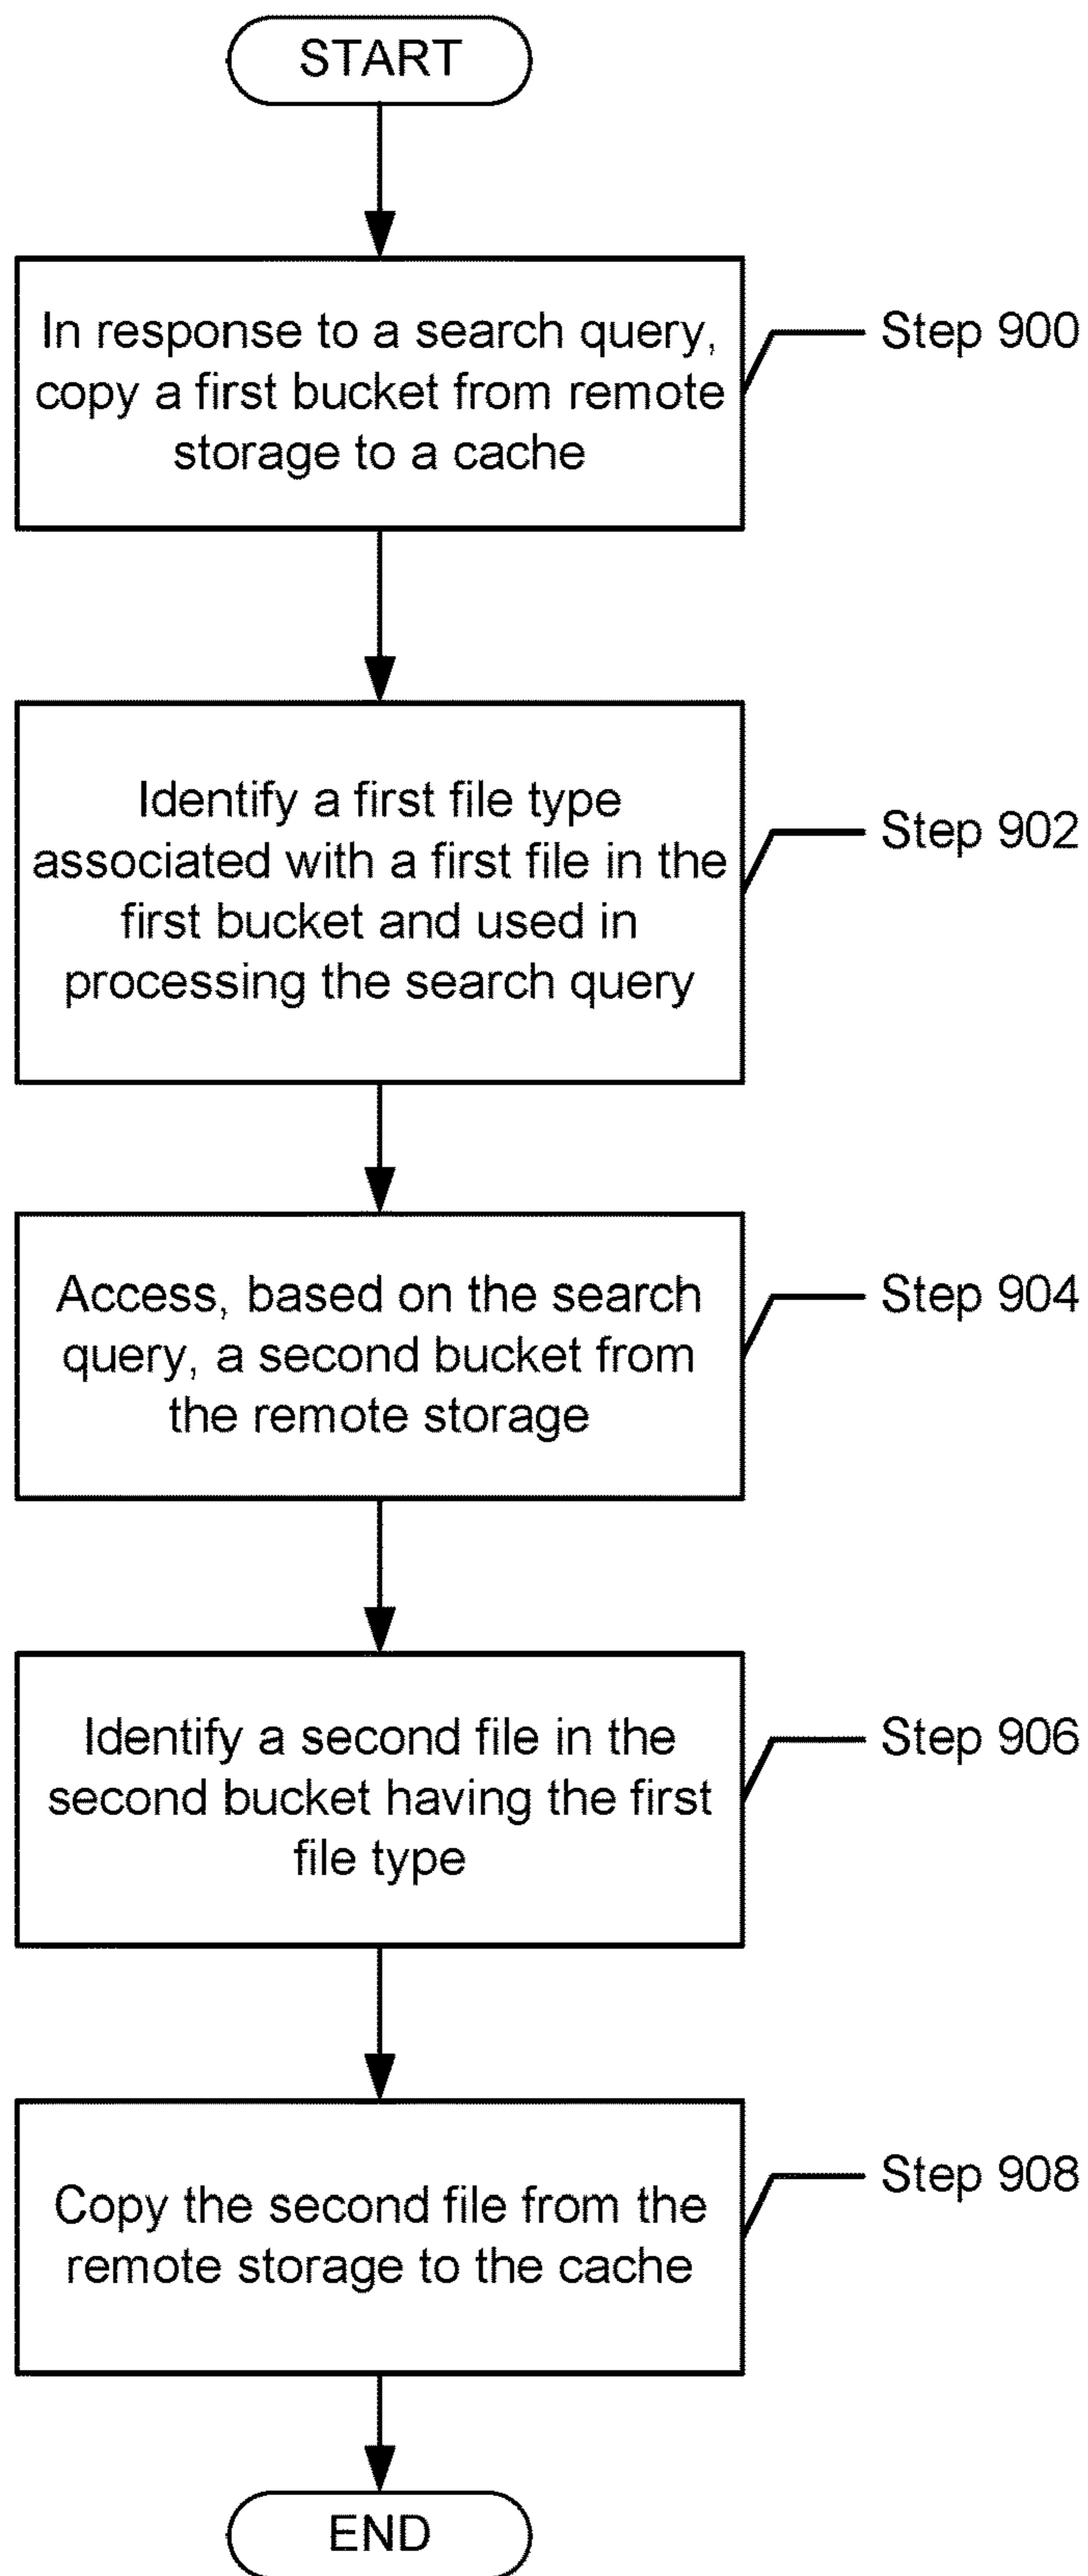 START
In response to a search query,
copy a first bucket from remote
storage to a cache
Step 900
Identify a first file type
associated with a first file in the
first bucket and used in
processing the search query
Step 902
Access, based on the search
query, a second bucket from
the remote storage
Step 904
Identify a second file in the
second bucket having the first
file type
Step 906
Copy the second file from the
remote storage to the cache
Step 908
END